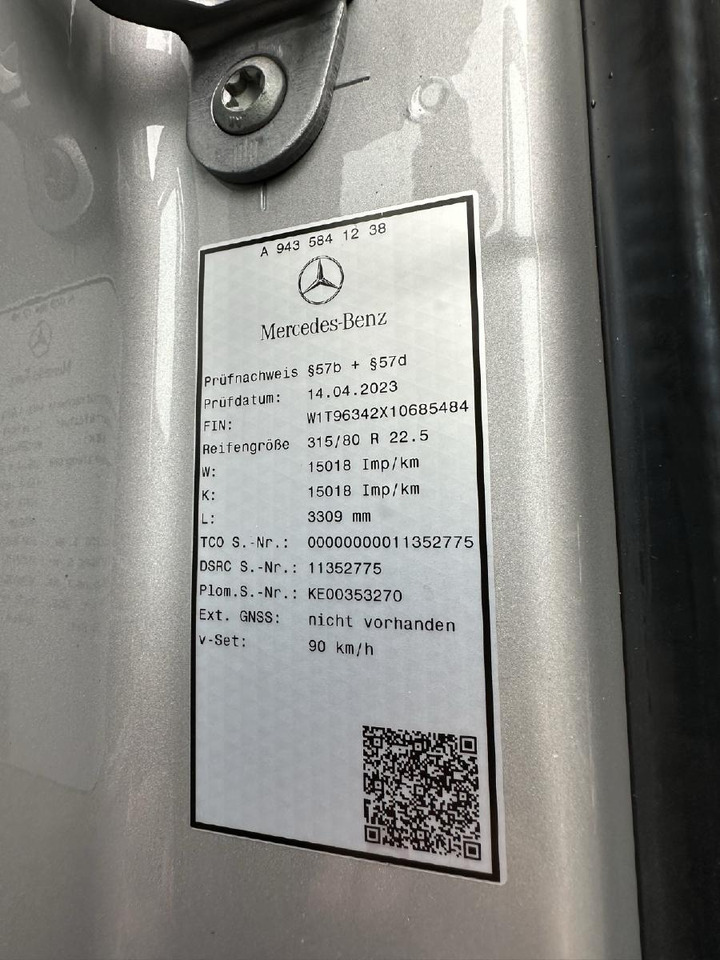 A 943 584 12 38
Mercedes-Benz
Prüfnachweis §57b + §57d
Prüfdatum: 14.04.2023
FIN: W1T96342X10685484
Reifengröße 315/80 R 22.5
W: 15018 Imp/km
K: 15018 Imp/km
L: 3309 mm
TCO S.-Nr.: 00000000011352775
DSRC S.-Nr.: 11352775
Plom.S.-Nr.: KE00353270
Ext. GNSS: nicht vorhanden
v-Set: 90 km/h